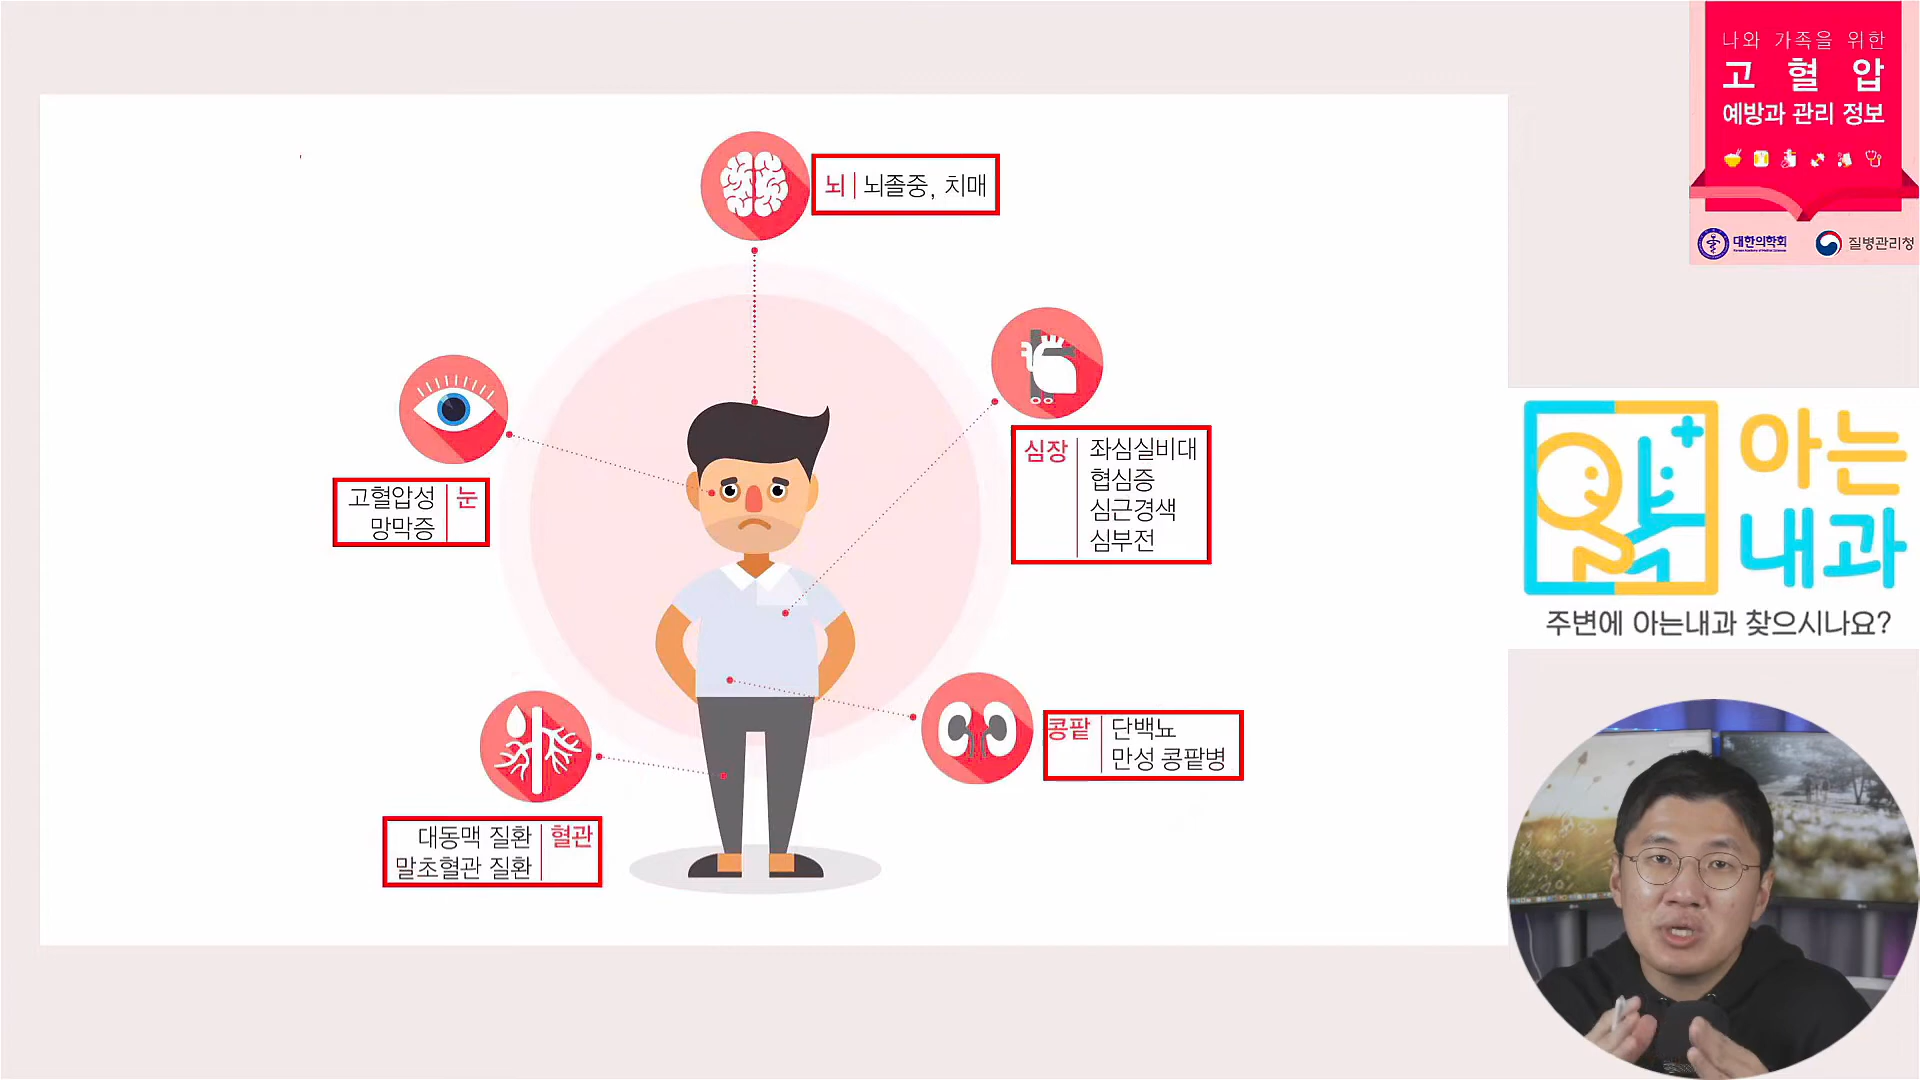 나와 가족을 위한
고혈압
예방과 관리 정보
대한의학회
질병관리청
뇌 뇌졸중, 치매
고혈압성 눈
망막증
심장 좌심실비대
협심증
심근경색
심부전
콩팥 단백뇨
만성 콩팥병
대동맥 질환 혈관
말초혈관 질환
아는
내과
주변에 아는내과 찾으시나요?